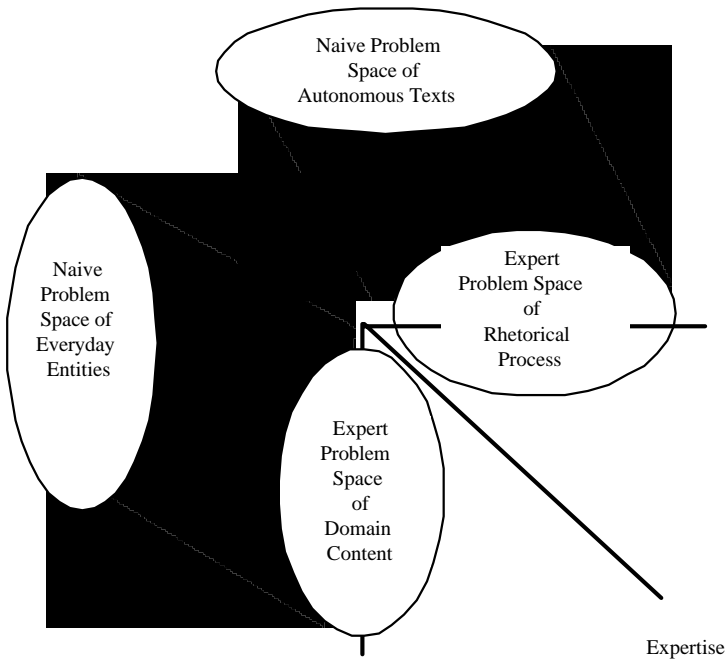 Naive Problem
Space of
Autonomous Texts
Naive
Problem
Space of
Everyday
Entities
Expert
Problem Space
of
Rhetorical
Process
Expert
Problem
Space
of
Domain
Content
Expertise